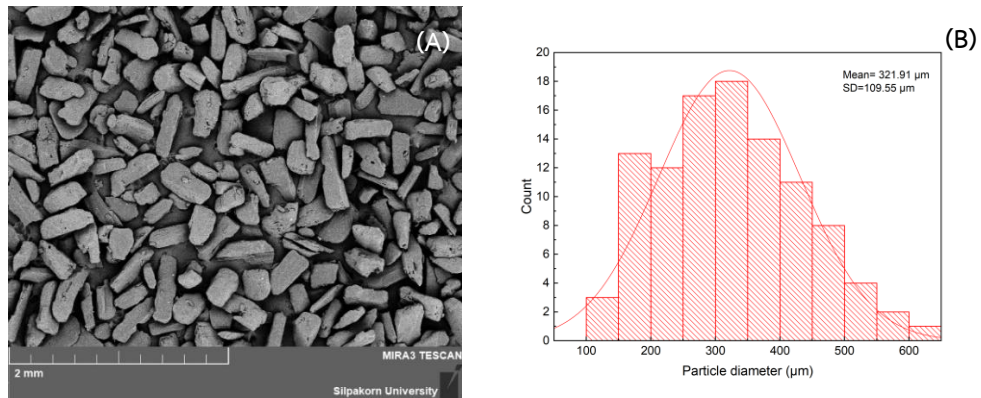 (A)
2 mm
MIRA3 TESCAN
Silpakorn University
(B)
Mean= 321.91 µm
SD=109.55 µm
20
18
16
14
12
10
8
6
4
2
0
Count
100 200 300 400 500 600
Particle diameter (µm)